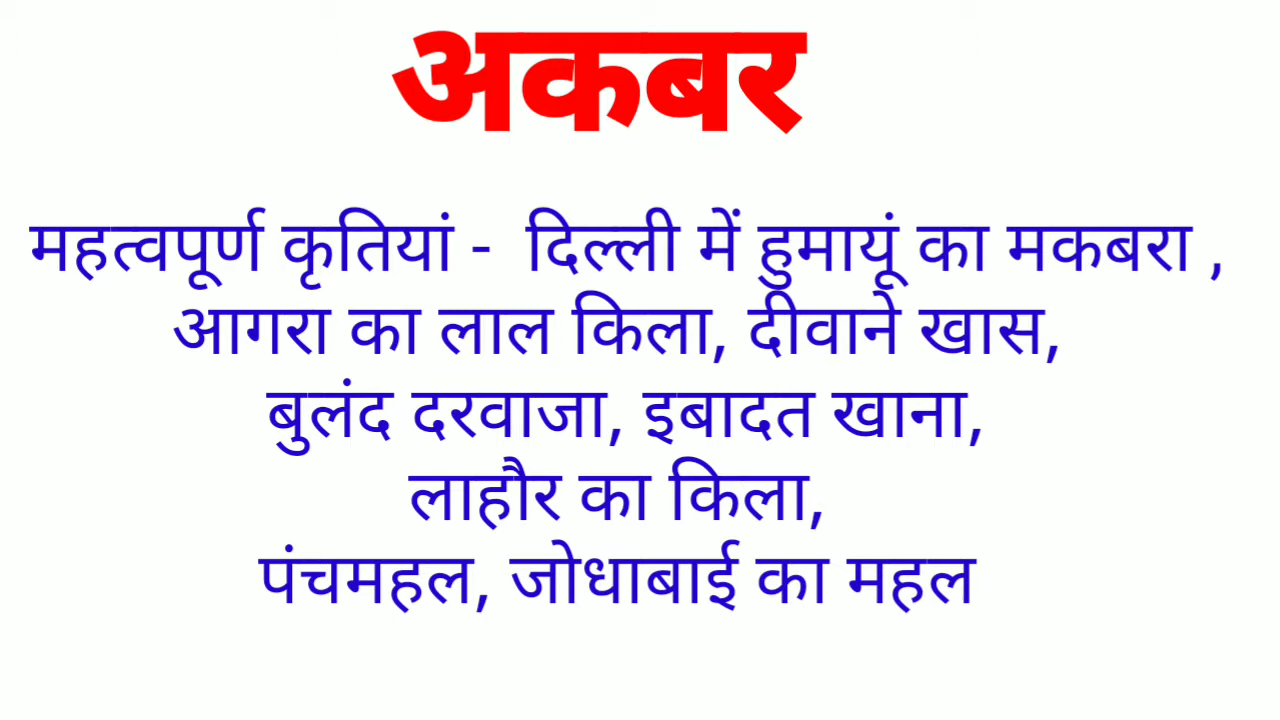 अकबर
महत्वपूर्ण कृतियां - दिल्ली में हुमायूं का मकबरा ,
आगरा का लाल किला, दीवाने खास,
बुलंद दरवाजा, इबादत खाना,
लाहौर का किला,
पंचमहल, जोधाबाई का महल